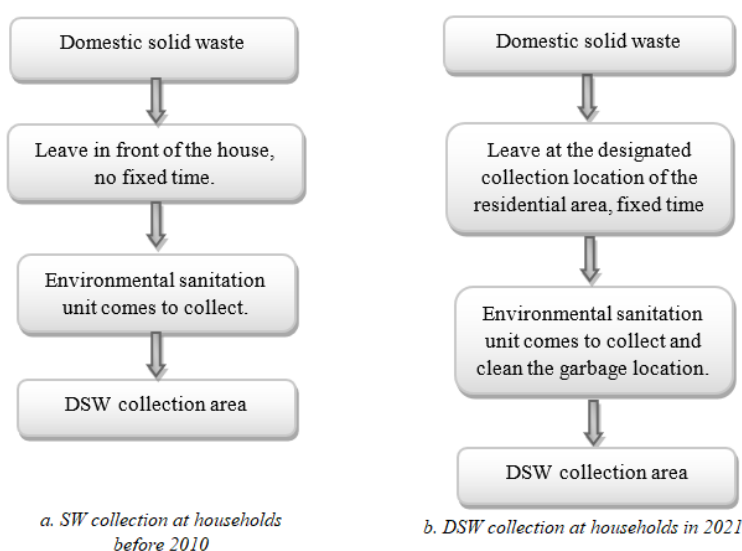 Domestic solid waste
Leave in front of the house,
no fixed time.
Environmental sanitation
unit comes to collect.
DSW collection area
a. SW collection at households
before 2010
Domestic solid waste
Leave at the designated
collection location of the
residential area, fixed time
Environmental sanitation
unit comes to collect and
clean the garbage location.
DSW collection area
b. DSW collection at households in 2021